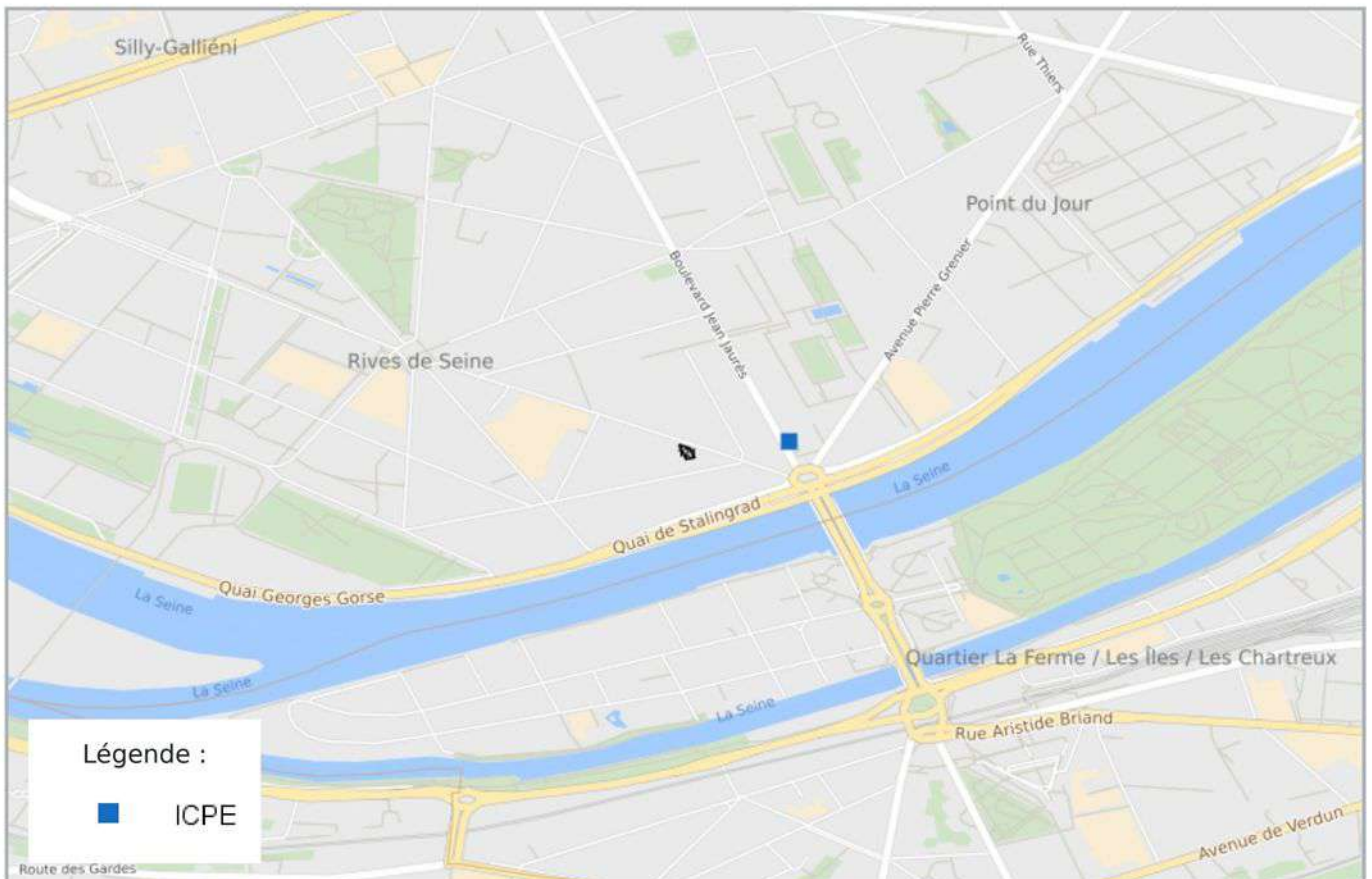 Silly-Galliéni
Rue Thiers
Point du Jour
Boulevard Jean Jaurès
Avenue Pierre Grenier
Rives de Seine
La Seine
Quai de Stalingrad
Quai Georges Gorse
La Seine
Quartier La Ferme / Les Îles / Les Chartreux
La Seine
La Seine
Rue Aristide Briand
Légende :
ICPE
Avenue de Verdun
Route des Gardes